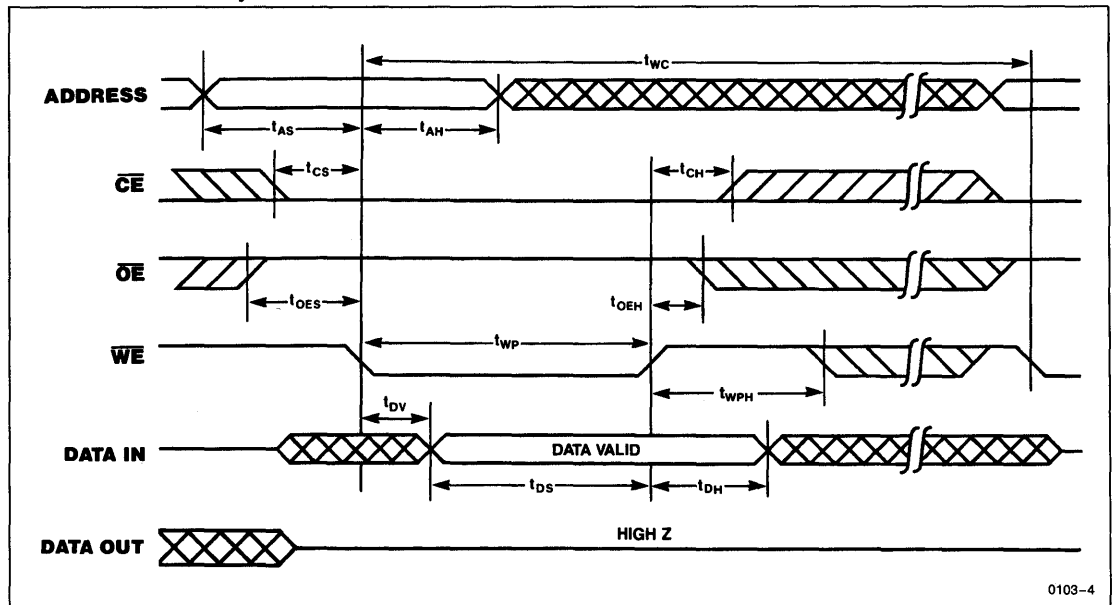 tWC
ADDRESS
tAS
tAH
CE
tCS
tCH
OE
tOES
tOEH
WE
tWP
tWPH
tDV
DATA IN
DATA VALID
tDS
tDH
DATA OUT
HIGH Z
0103–4